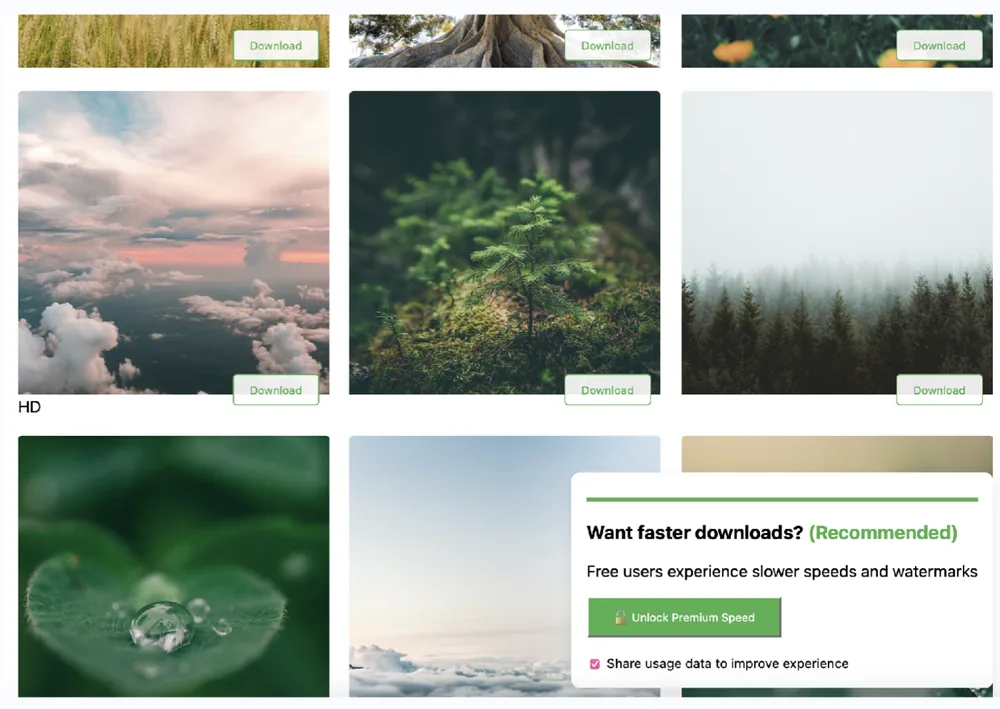 Download
Download
Download
Download
Download
Download
HD
Want faster downloads? (Recommended)
Free users experience slower speeds and watermarks
🔒 Unlock Premium Speed
Share usage data to improve experience